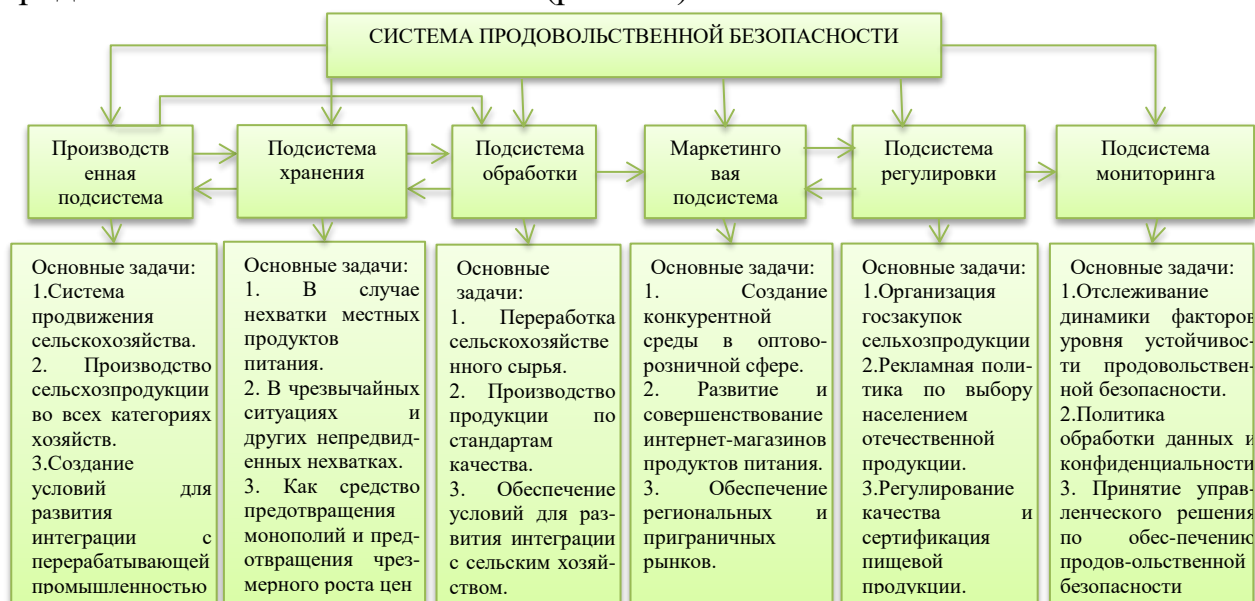 СИСТЕМА ПРОДОВОЛЬСТВЕННОЙ БЕЗОПАСНОСТИ
Производств
енная
подсистема
Подсистема
хранения
Подсистема
обработки
Маркетинго
вая
подсистема
Подсистема
регулировки
Подсистема
мониторинга
Основные задачи:
1.Система
продвижения
сельскохозяйства.
2. Производство
сельсхозпродукции
во всех категориях
хозяйств.
3.Создание
условий для
развития
интеграции с
перерабатывающей
промышленностью
Основные задачи:
1. В случае
нехватки местных
продуктов
питания.
2. В чрезвычайных
ситуациях и
других непредвид-
енных нехватках.
3. Как средство
предотвращения
монополий и пред-
отвращения чрез-
мерного роста цен
Основные
задачи:
1. Переработка
сельскохозяйстве
нного сырья.
2. Производство
продукции по
стандартам
качества.
3. Обеспечение
условий для раз-
вития интеграции
с сельским хозяй-
ством.
Основные задачи:
1. Создание
конкурентной
среды в оптово-
розничной сфере.
2. Развитие и
совершенствование
интернет-магазинов
продуктов питания.
3. Обеспечение
региональных и
приграничных
рынков.
Основные задачи:
1.Организация
госзакупок
сельхозпродукции
2.Рекламная поли-
тика по выбору
населением
отечественной
продукции.
3.Регулирование
качества и
сертификация
пищевой
продукции.
Основные задачи:
1.Отслеживание
динамики факторов
уровня устойчивос-
ти продовольствен-
ной безопасности.
2.Политика
обработки данных и
конфиденциальности
3. Принятие управ-
ленческого решения
по обес-печению
продов-ольственной
безопасности